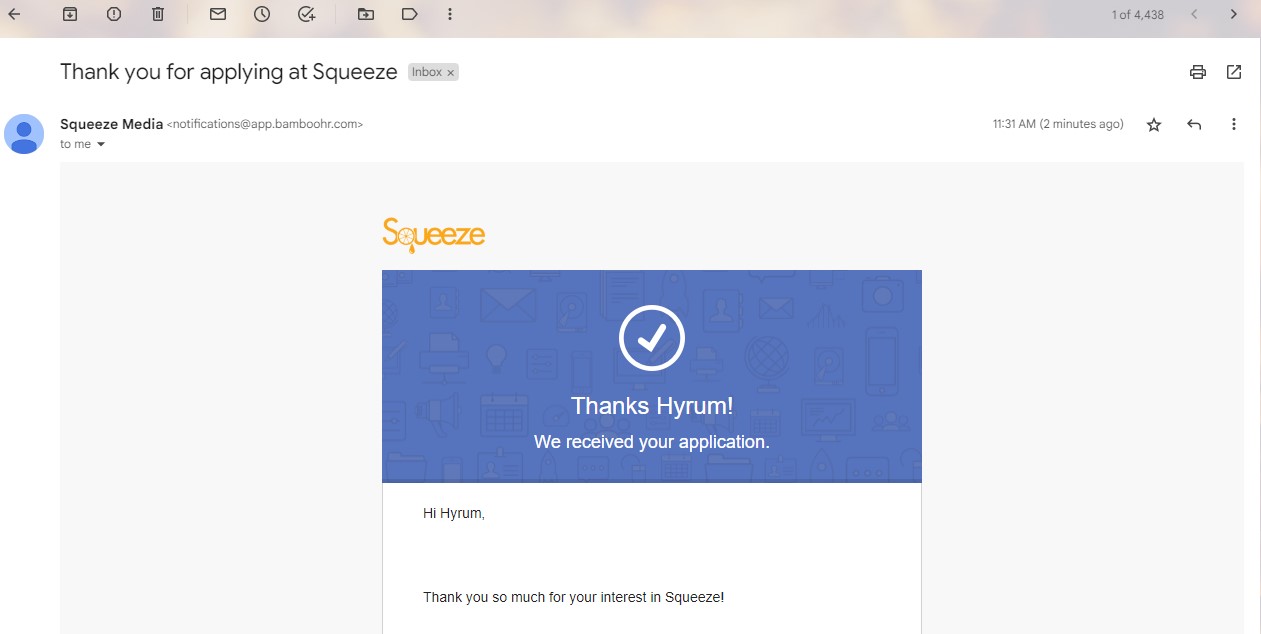 1 of 4,438
Thank you for applying at Squeeze Inbox ×
Squeeze Media <notifications@app.bamboohr.com> 11:31 AM (2 minutes ago)
to me
Squeeze
Thanks Hyrum!
We received your application.
Hi Hyrum,
Thank you so much for your interest in Squeeze!